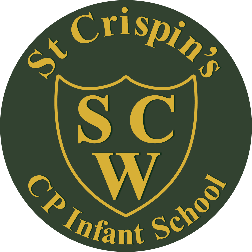 St Crispin's
S C
W
CP Infant School